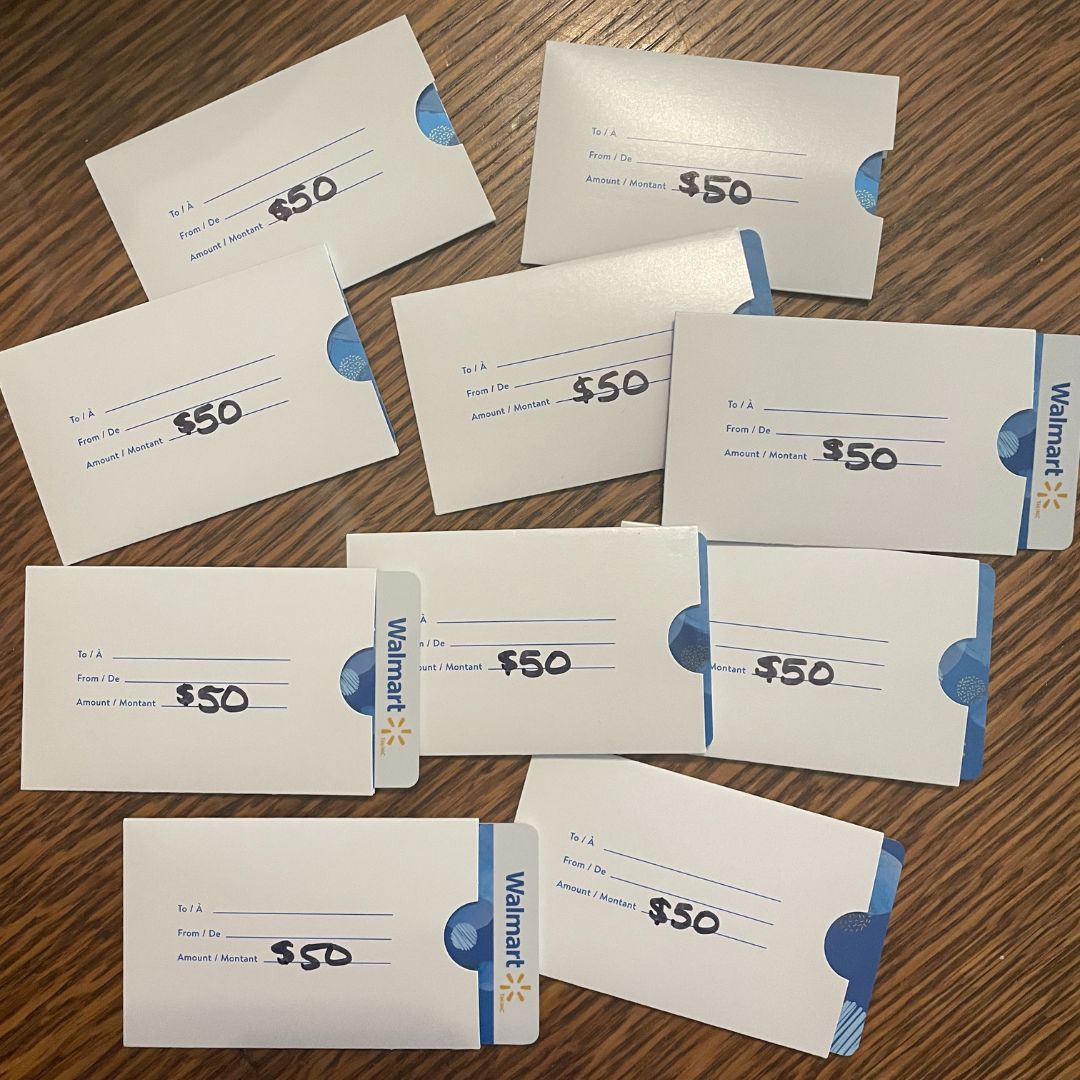 To / À
From / De
Amount / Montant $50
To / À
From / De
Amount / Montant $50
To / À
From / De
Amount / Montant $50
To / À
From / De
Amount / Montant $50
To / À
From / De
Amount / Montant $50
Walmart
To / À
From / De
Amount / Montant $50
Walmart
À
/ De
/ Montant $50
Montant $50
To / À
From / De
Amount / Montant $50
Walmart
To / À
From / De
Amount / Montant $50